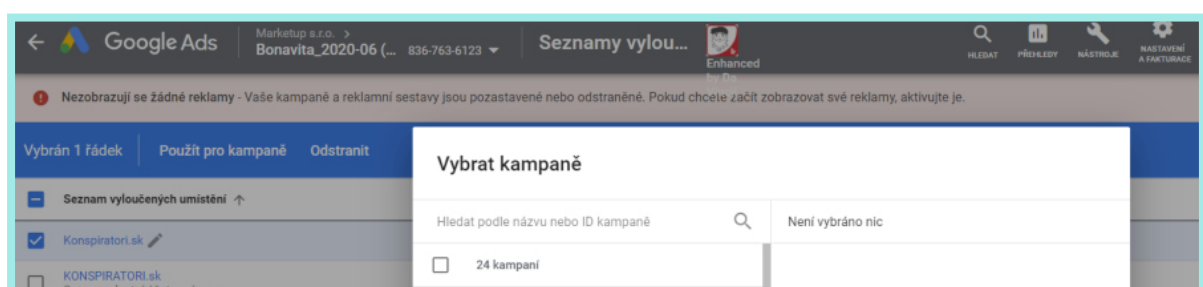 Google Ads
Marketup s.r.o. >
Bonavita_2020-06 (... 836-763-6123
Seznamy vylou...
Enhanced
by Ds
HLEDAT
PŘEHLEDY
NÁSTROJE
NASTAVENÍ
A FAKTURACE
Nezobrazují se žádné reklamy - Vaše kampaně a reklamní sestavy jsou pozastavené nebo odstraněné. Pokud chcete začít zobrazovat své reklamy, aktivujte je.
Vybrán 1 řádek Použít pro kampaně Odstranit
Vybrat kampaně
Seznam vyloučených umístění
Hledat podle názvu nebo ID kampaně
Není vybráno nic
Konspiratori.sk
24 kampaní
KONSPIRATORI.sk